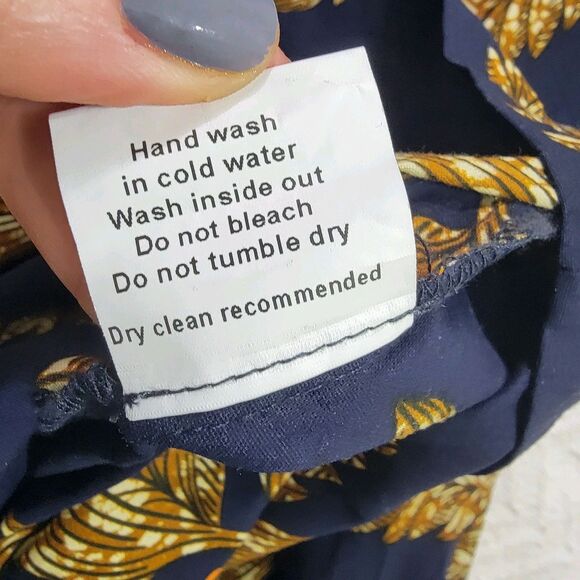 Hand wash
in cold water
Wash inside out
Do not bleach
Do not tumble dry
Dry clean recommended